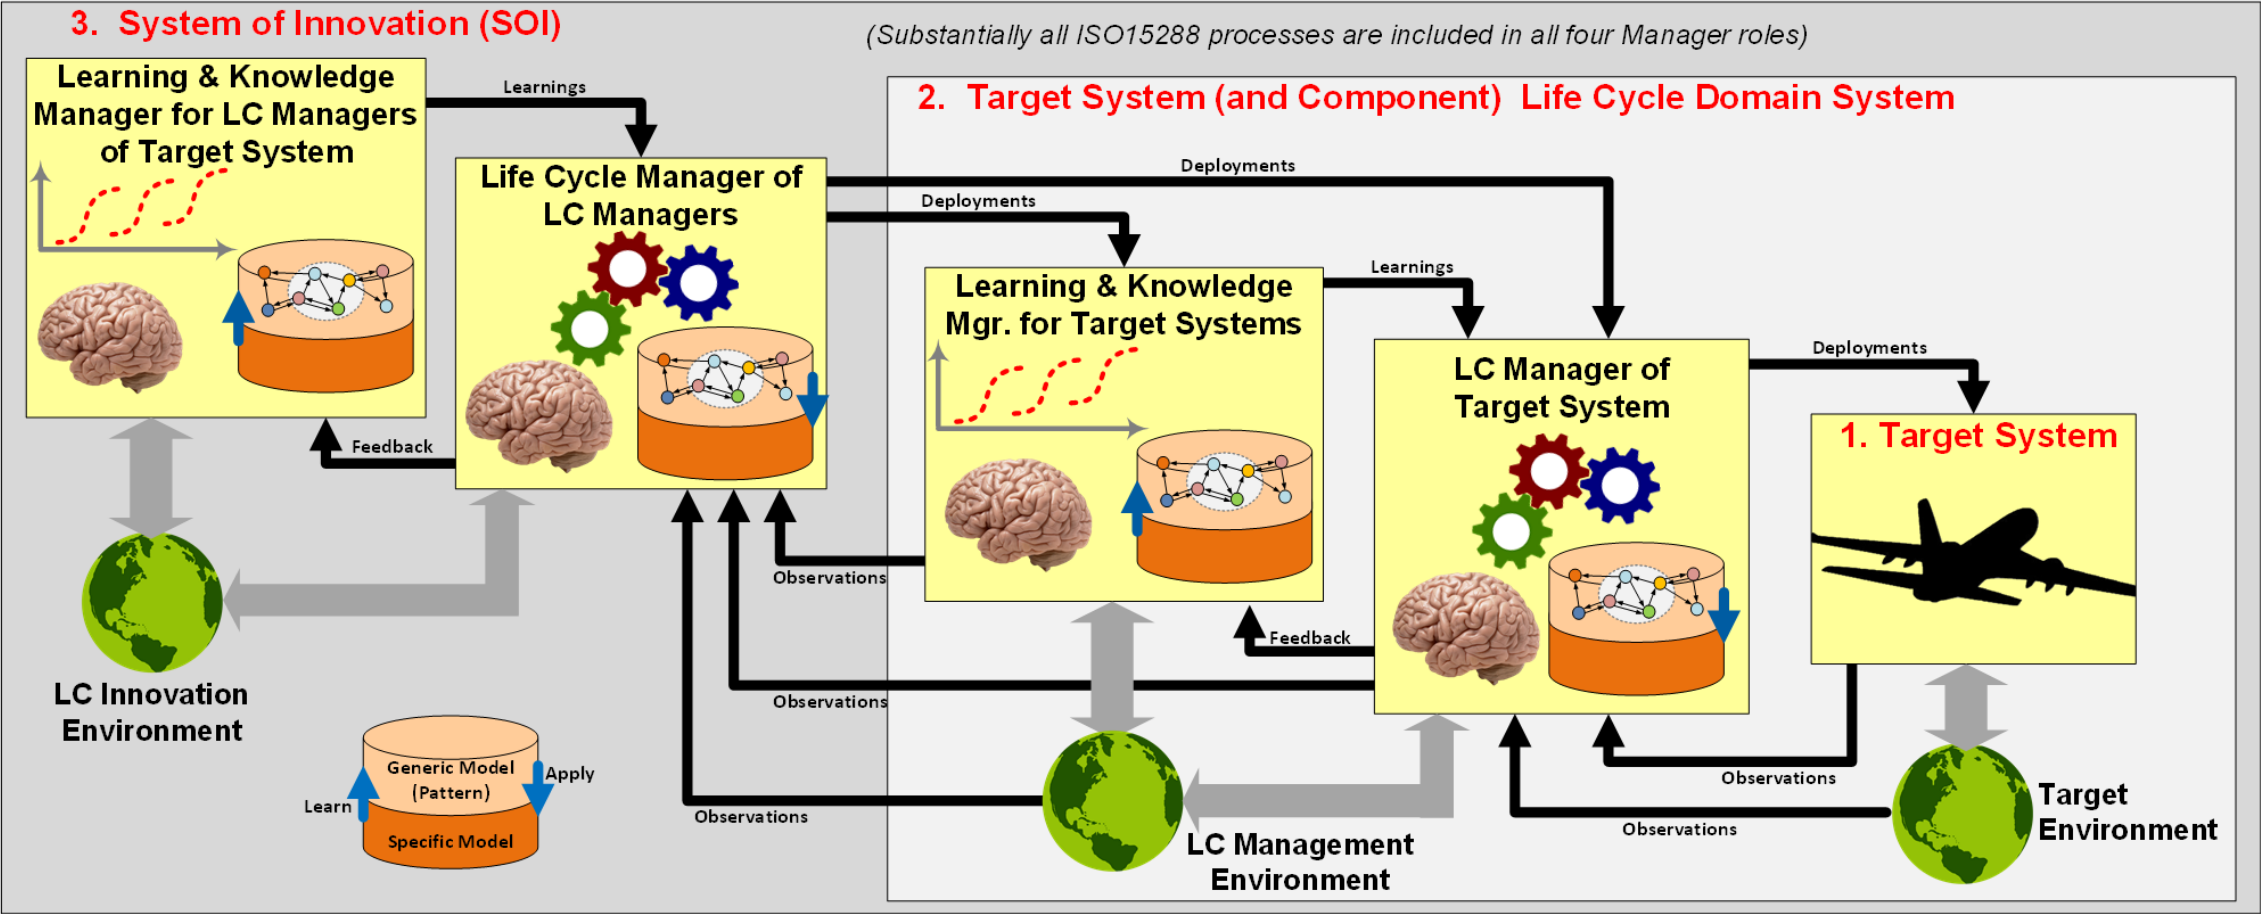 3. System of Innovation (SOI)
(Substantially all ISO15288 processes are included in all four Manager roles)
Learning & Knowledge
Manager for LC Managers
of Target System
Learnings
2. Target System (and Component) Life Cycle Domain System
Life Cycle Manager of
LC Managers
Deployments
Deployments
Learning & Knowledge
Mgr. for Target Systems
Learnings
LC Manager of
Target System
Deployments
1. Target System
Feedback
Observations
Feedback
Observations
Observations
Observations
Observations
LC Innovation
Environment
Generic Model
(Pattern)
Learn
Apply
Specific Model
LC Management
Environment
Target
Environment